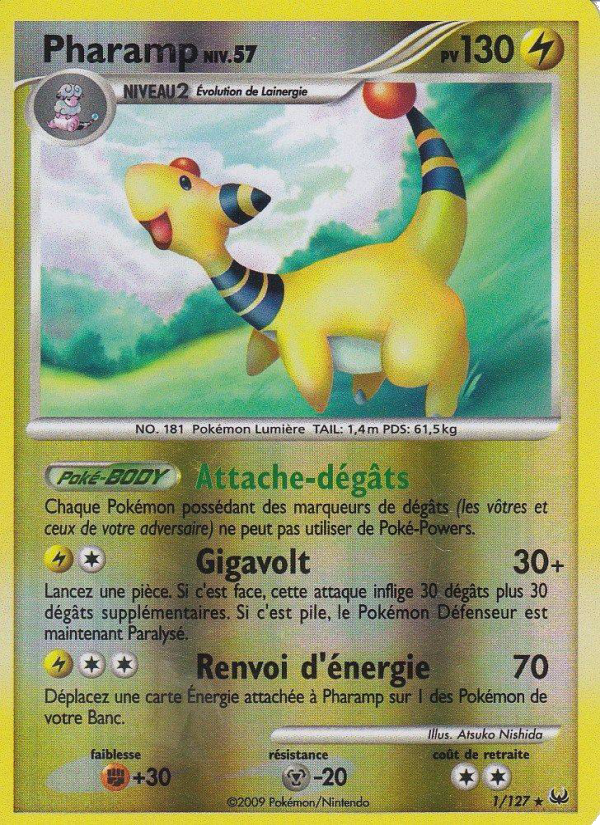 Pharamp NIV.57 PV 130
NIVEAU 2 Évolution de Lainergie
NO. 181 Pokémon Lumière TAIL: 1,4 m PDS: 61,5 kg
Poké-BODY Attache-dégâts
Chaque Pokémon possédant des marqueurs de dégâts (les vôtres et
ceux de votre adversaire) ne peut pas utiliser de Poké-Powers.
Gigavolt 30+
Lancez une pièce. Si c'est face, cette attaque inflige 30 dégâts plus 30
dégâts supplémentaires. Si c'est pile, le Pokémon Défenseur est
maintenant Paralysé.
Renvoi d'énergie 70
Déplacez une carte Énergie attachée à Pharamp sur 1 des Pokémon de
votre Banc.
Illus. Atsuko Nishida
faiblesse résistance coût de retraite
+30 -20
©2009 Pokémon/Nintendo 1/127